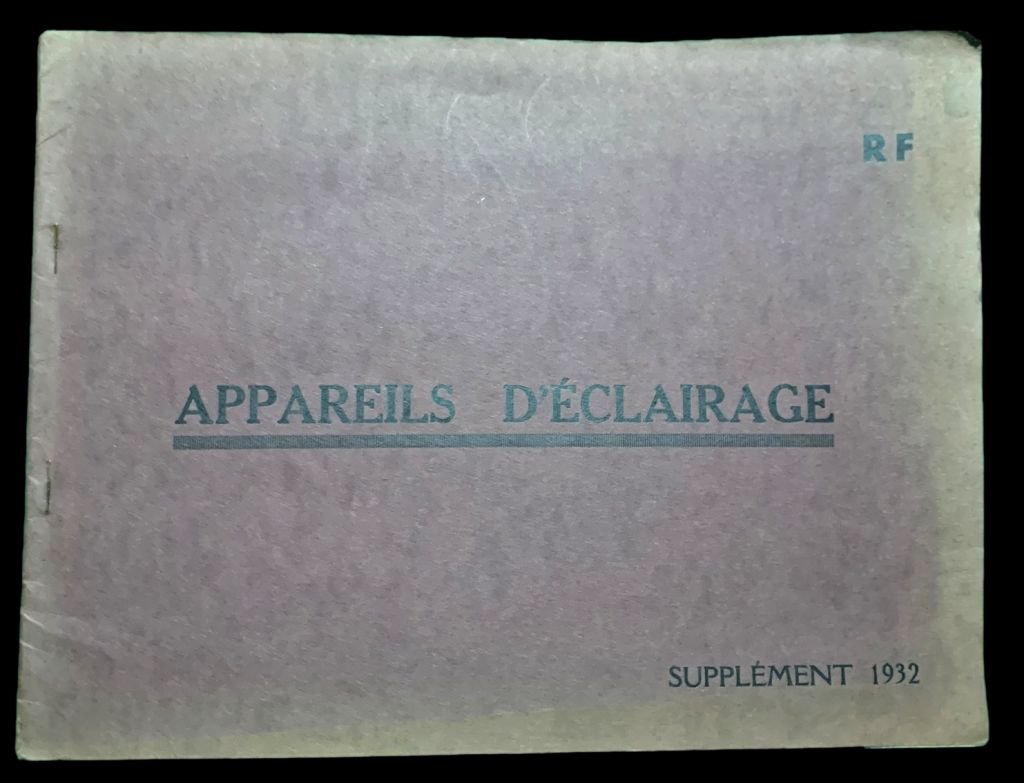 RF
APPAREILS D'ÉCLAIRAGE
SUPPLÉMENT 1932